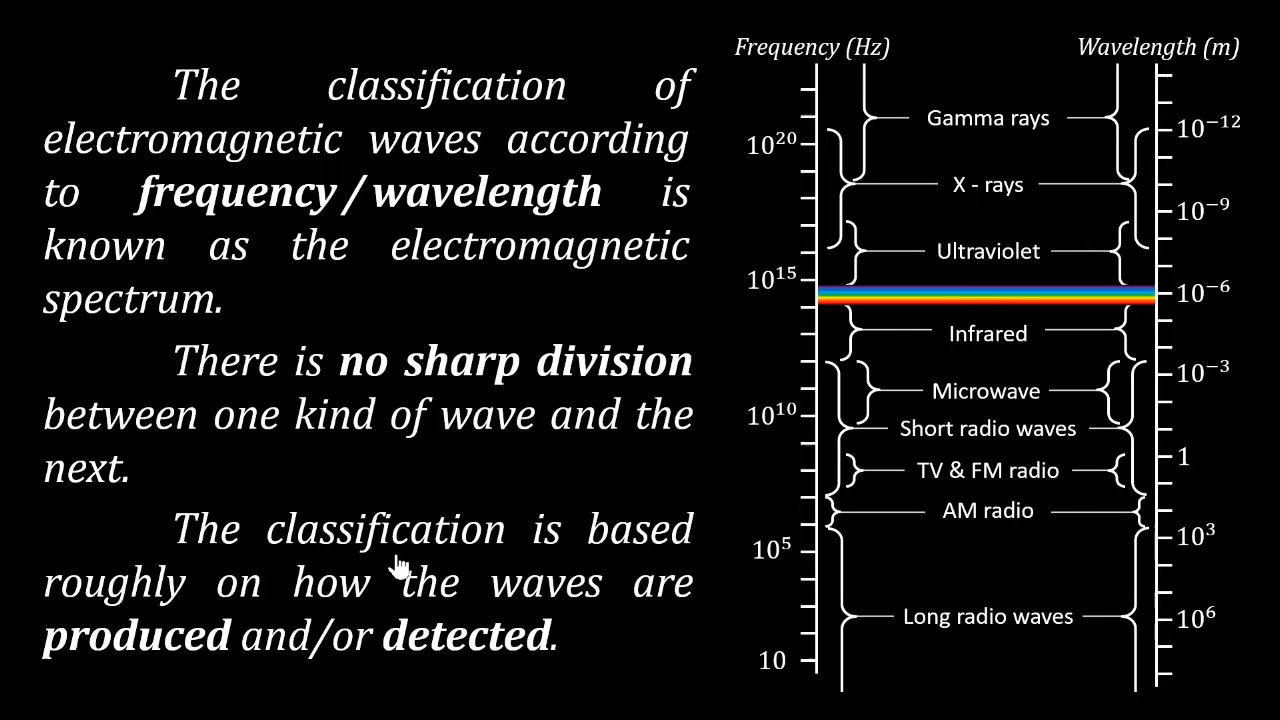 The classification of
electromagnetic waves according
to frequency / wavelength is
known as the electromagnetic
spectrum.
There is no sharp division
between one kind of wave and the
next.
The classification is based
roughly on how the waves are
produced and/or detected.
Frequency (Hz)
Wavelength (m)
Gamma rays
10⁻¹²
10²⁰
X - rays
10⁻⁹
Ultraviolet
10¹⁵
10⁻⁶
Infrared
10⁻³
Microwave
10¹⁰
Short radio waves
1
TV & FM radio
AM radio
10³
10⁵
Long radio waves
10⁶
10